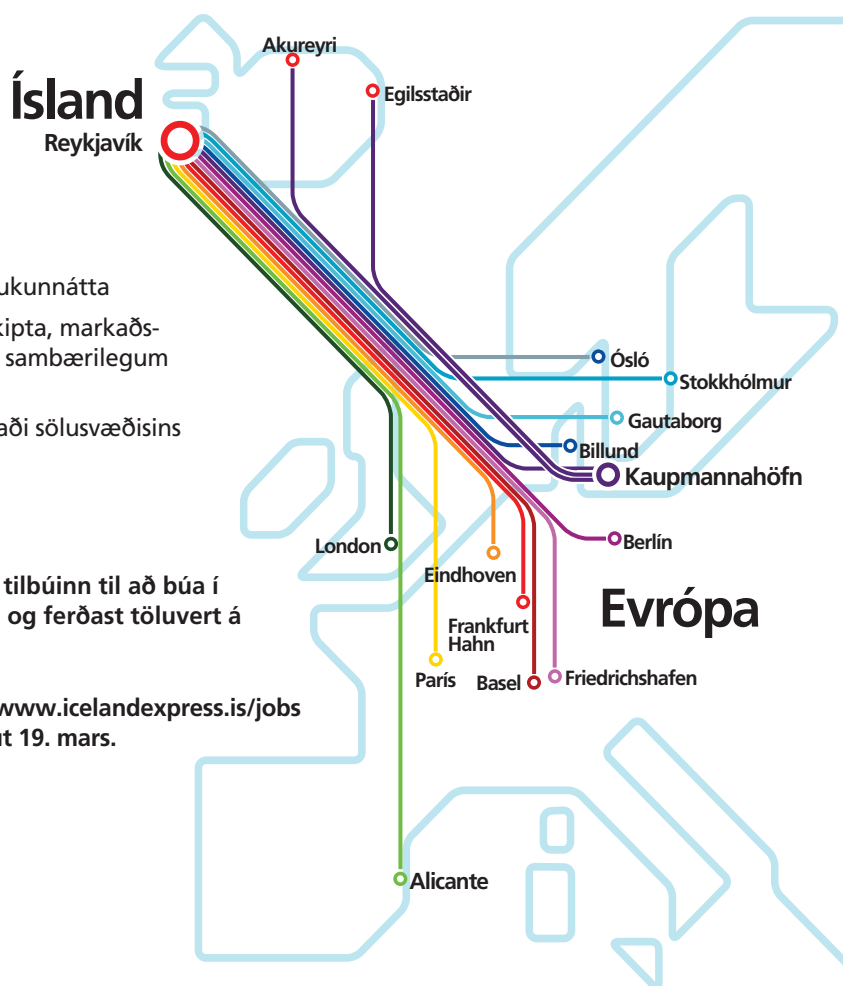 Akureyri
Egilsstaðir
Ísland
Reykjavík
ukunnátta
kipta, markaðs-
sambærilegum
aði sölusvæðisins
Ósló
Stokkhólmur
Gautaborg
Billund
Kaupmannahöfn
London
Eindhoven
Berlín
tilbúinn til að búa í
og ferðast töluvert á
Evrópa
Frankfurt
Hahn
París
Basel
Friedrichshafen
www.icelandexpress.is/jobs
19. mars.
Alicante